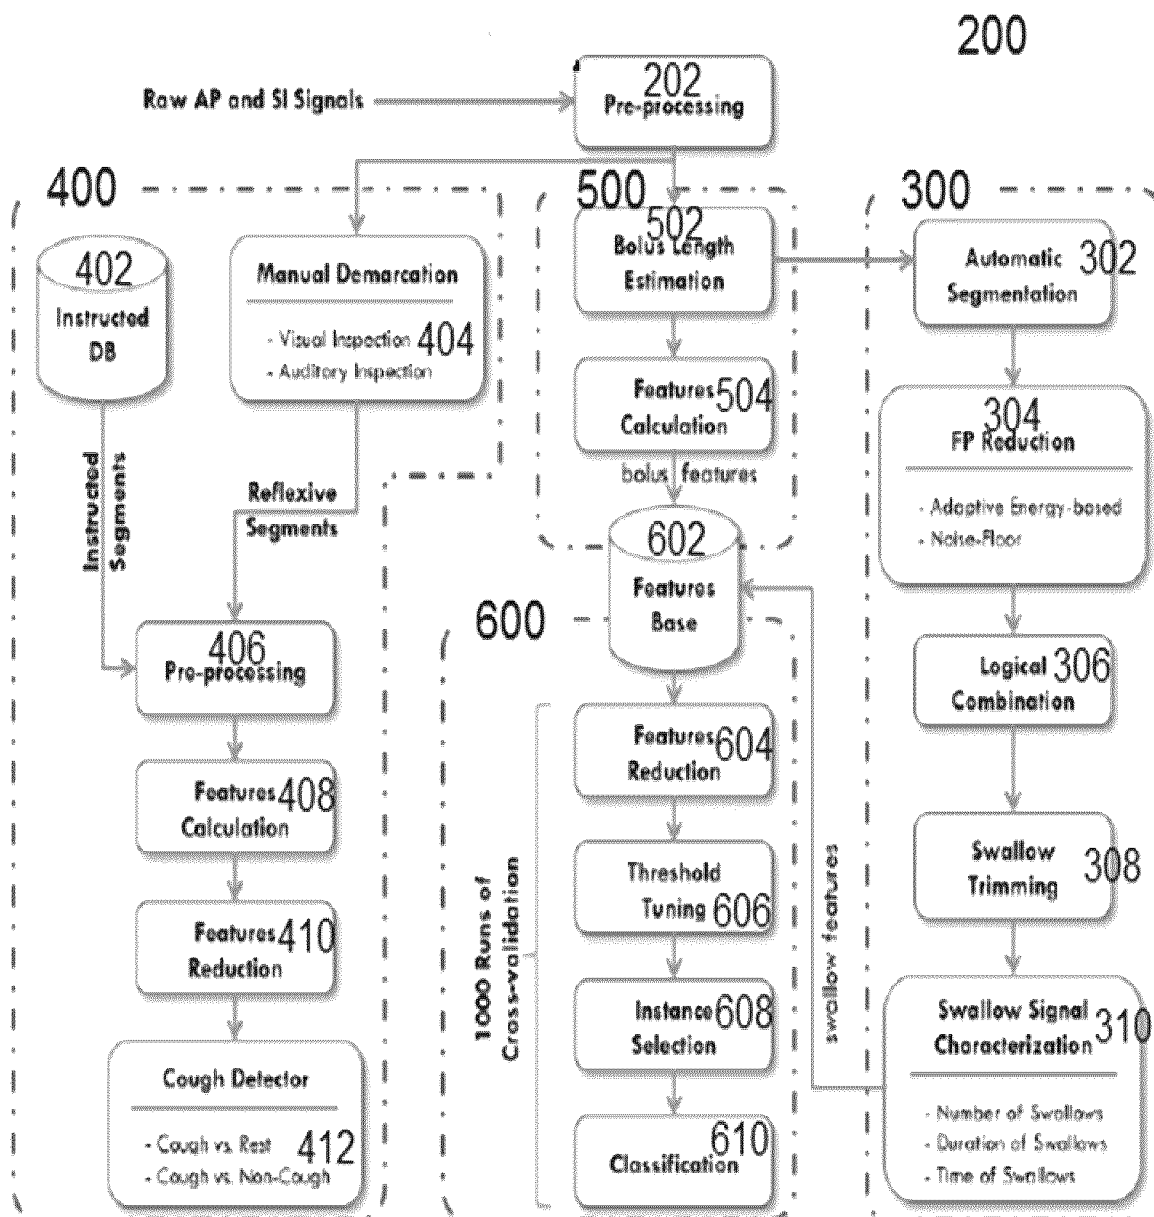 200
Raw AP and SI Signals
202
Pre-processing
400
402
Instructed
DB
Manual Demarcation
- Visual Inspection 404
- Auditory Inspection
Instructed
Segments
Reflexive
Segments
406
Pre-processing
Features 408
Calculation
Features 410
Reduction
Cough Detector
- Cough vs. Rest 412
- Cough vs. Non-Cough
500
502
Bolus Length
Estimation
Features 504
Calculation
bolus features
602
Features
Base
600
1000 Runs of
Cross-validation
Features 604
Reduction
Threshold
Tuning 606
Instance 608
Selection
610
Classification
300
Automatic 302
Segmentation
304
FP Reduction
- Adaptive Energy-based
- Noise-Floor
Logical 306
Combination
Swallow 308
Trimming
Swallow Signal 310
Characterization
- Number of Swallows
- Duration of Swallows
- Time of Swallows
swallow features